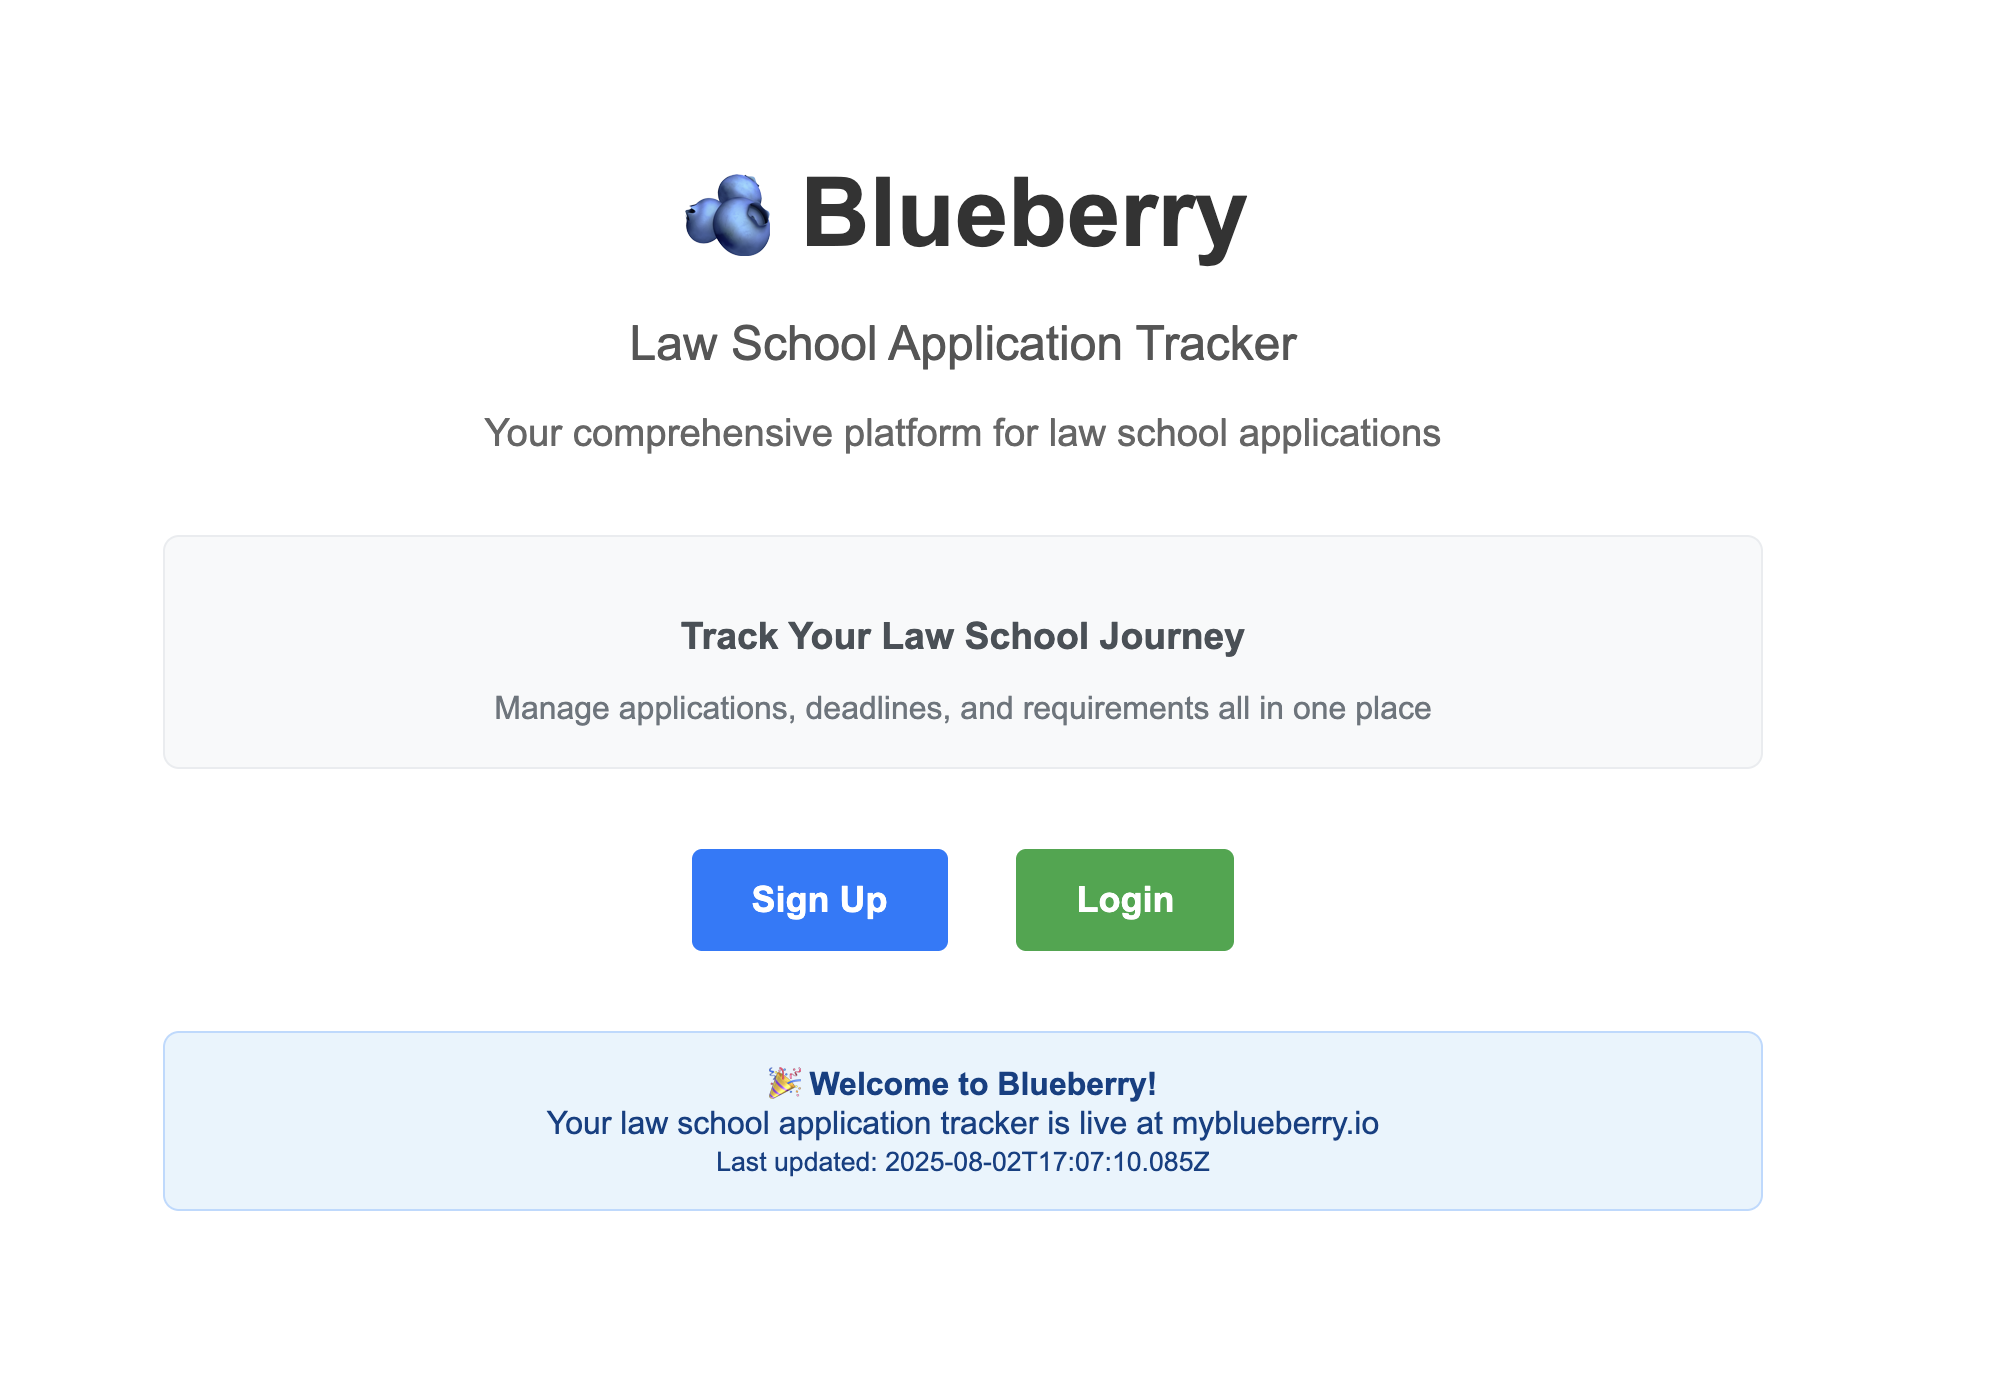 Blueberry
Law School Application Tracker
Your comprehensive platform for law school applications
Track Your Law School Journey
Manage applications, deadlines, and requirements all in one place
Sign Up
Login
🎉 Welcome to Blueberry!
Your law school application tracker is live at myblueberry.io
Last updated: 2025-08-02T17:07:10.085Z